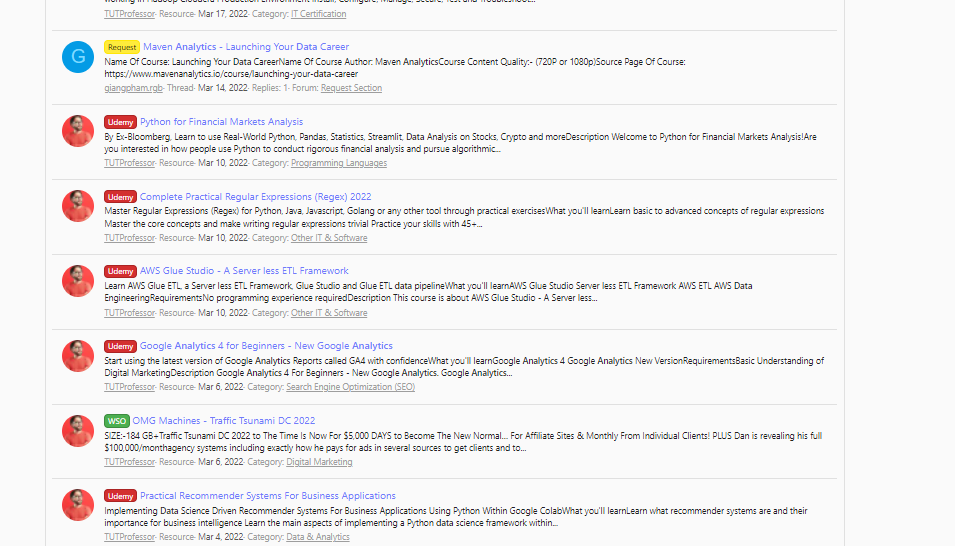 working in Hadoop Cloudera Production Environment Install, Configure, Manage, Secure, Test and Troubleshoot...
TUTProfessor· Resource· Mar 17, 2022· Category: IT Certification
G
Request Maven Analytics - Launching Your Data Career
Name Of Course: Launching Your Data CareerName Of Course Author: Maven AnalyticsCourse Content Quality:- (720P or 1080p)Source Page Of Course:
https://www.mavenanalytics.io/course/launching-your-data-career
giangpham.rgb· Thread· Mar 14, 2022· Replies: 1· Forum: Request Section
Udemy Python for Financial Markets Analysis
By Ex-Bloomberg, Learn to use Real-World Python, Pandas, Statistics, Streamlit, Data Analysis on Stocks, Crypto and moreDescription Welcome to Python for Financial Markets Analysis!Are
you interested in how people use Python to conduct rigorous financial analysis and pursue algorithmic...
TUTProfessor· Resource· Mar 10, 2022· Category: Programming Languages
Udemy Complete Practical Regular Expressions (Regex) 2022
Master Regular Expressions (Regex) for Python, Java, Javascript, Golang or any other tool through practical exercisesWhat you'll learnLearn basic to advanced concepts of regular expressions
Master the core concepts and make writing regular expressions trivial Practice your skills with 45+...
TUTProfessor· Resource· Mar 10, 2022· Category: Other IT & Software
Udemy AWS Glue Studio - A Server less ETL Framework
Learn AWS Glue ETL, a Server less ETL Framework, Glue Studio and Glue ETL data pipelineWhat you'll learnAWS Glue Studio Server less ETL Framework AWS ETL AWS Data
EngineeringRequirementsNo programming experience requiredDescription This course is about AWS Glue Studio - A Server less...
TUTProfessor· Resource· Mar 10, 2022· Category: Other IT & Software
Udemy Google Analytics 4 for Beginners - New Google Analytics
Start using the latest version of Google Analytics Reports called GA4 with confidenceWhat you'll learnGoogle Analytics 4 Google Analytics New VersionRequirementsBasic Understanding of
Digital MarketingDescription Google Analytics 4 For Beginners - New Google Analytics. Google Analytics...
TUTProfessor· Resource· Mar 6, 2022· Category: Search Engine Optimization (SEO)
WSO OMG Machines - Traffic Tsunami DC 2022
SIZE:-184 GB+Traffic Tsunami DC 2022 to The Time Is Now For $5,000 DAYS to Become The New Normal... For Affiliate Sites & Monthly From Individual Clients! PLUS Dan is revealing his full
$100,000/monthagency systems including exactly how he pays for ads in several sources to get clients and to...
TUTProfessor· Resource· Mar 6, 2022· Category: Digital Marketing
Udemy Practical Recommender Systems For Business Applications
Implementing Data Science Driven Recommender Systems For Business Applications Using Python Within Google ColabWhat you'll learnLearn what recommender systems are and their
importance for business intelligence Learn the main aspects of implementing a Python data science framework within...
TUTProfessor· Resource· Mar 4, 2022· Category: Data & Analytics